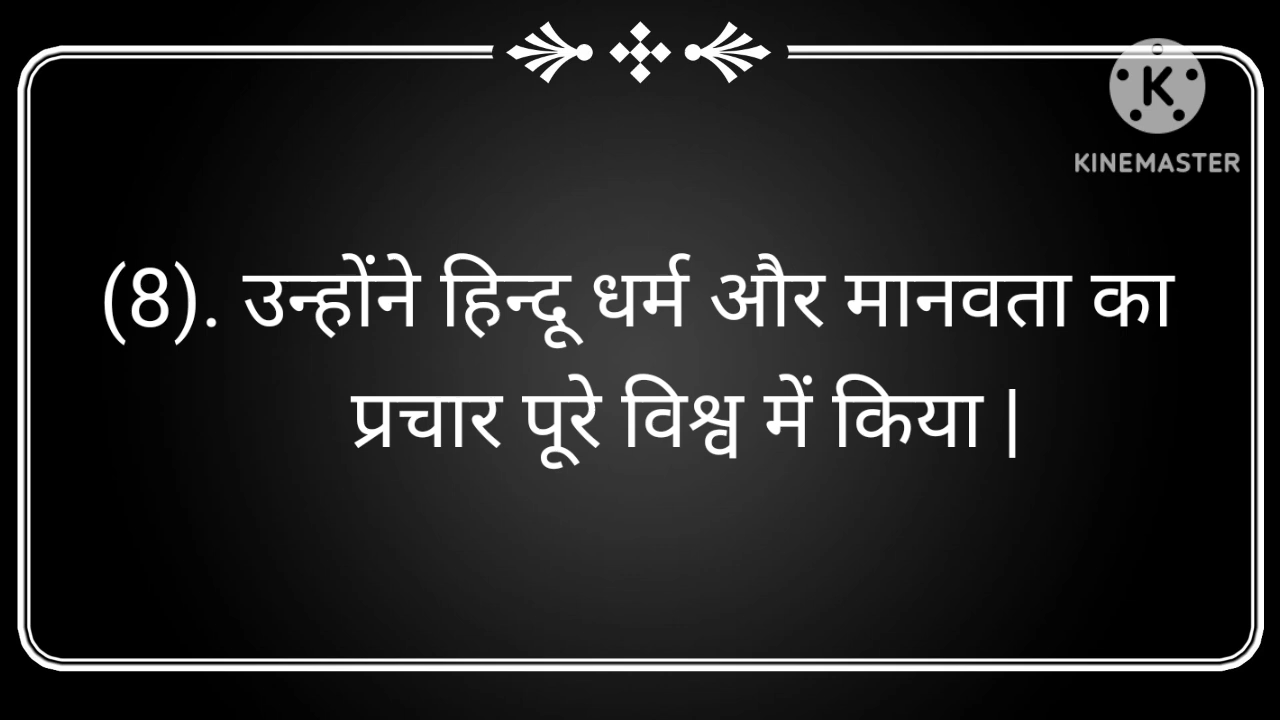 KINEMASTER
(8). उन्होंने हिन्दू धर्म और मानवता का
प्रचार पूरे विश्व में किया |